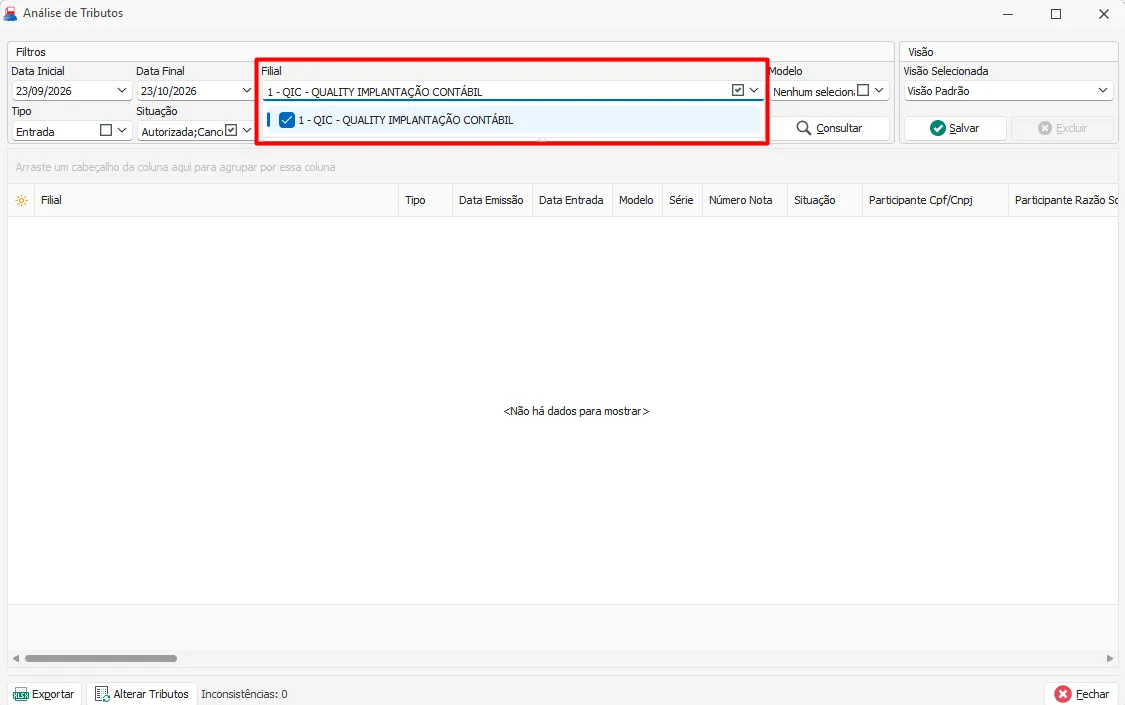 Análise de Tributos
Filtros
Visão
Data Inicial
Data Final
Filial
Modelo
Visão Selecionada
23/09/2026
23/10/2026
1 - QIC - QUALITY IMPLANTAÇÃO CONTÁBIL
Nenhum selecion
Visão Padrão
Tipo
Situação
1 - QIC - QUALITY IMPLANTAÇÃO CONTÁBIL
Entrada
Autorizada;Canc
Consultar
Salvar
Excluir
Arraste um cabeçalho da coluna aqui para agrupar por essa coluna
Filial
Tipo
Data Emissão
Data Entrada
Modelo
Série
Número Nota
Situação
Participante Cpf/Cnpj
Participante Razão So
<Não há dados para mostrar>
XLSX Exportar
Alterar Tributos
Inconsistências: 0
Fechar